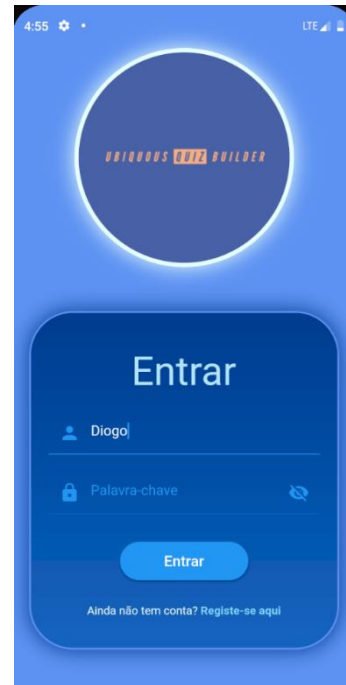 4:55 LTE
UBIQUOUS QUIZ BUILDER
Entrar
Diogo
Palavra-chave
Entrar
Ainda não tem conta? Registe-se aqui